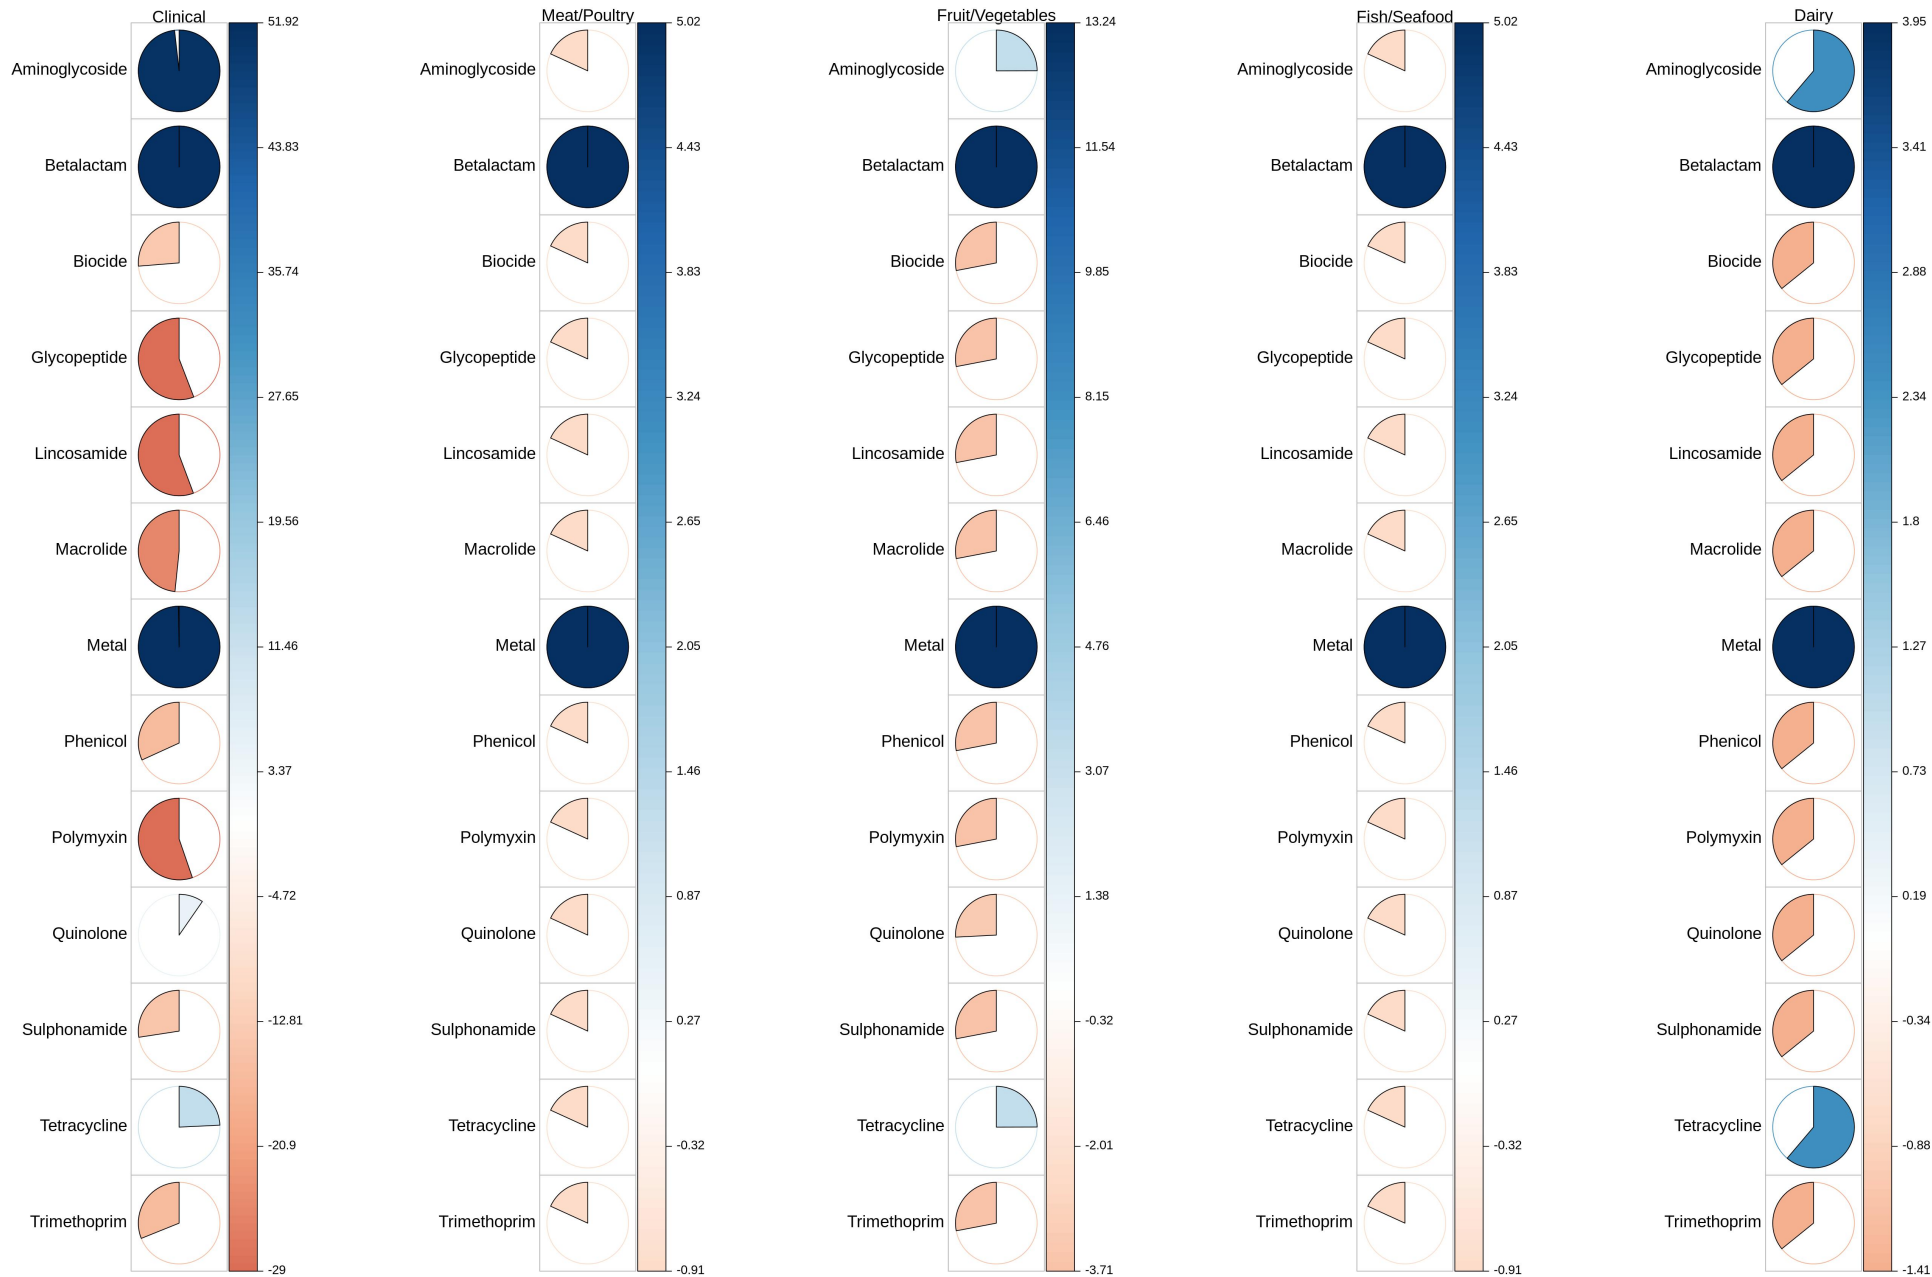 Clinical
Aminoglycoside
Betalactam
Biocide
Glycopeptide
Lincosamide
Macrolide
Metal
Phenicol
Polymyxin
Quinolone
Sulphonamide
Tetracycline
Trimethoprim
51.92
43.83
35.74
27.65
19.56
11.46
3.37
-4.72
-12.81
-20.9
-29
Meat/Poultry
Aminoglycoside
Betalactam
Biocide
Glycopeptide
Lincosamide
Macrolide
Metal
Phenicol
Polymyxin
Quinolone
Sulphonamide
Tetracycline
Trimethoprim
5.02
4.43
3.83
3.24
2.65
2.05
1.46
0.87
0.27
-0.32
-0.91
Fruit/Vegetables
Aminoglycoside
Betalactam
Biocide
Glycopeptide
Lincosamide
Macrolide
Metal
Phenicol
Polymyxin
Quinolone
Sulphonamide
Tetracycline
Trimethoprim
13.24
11.54
9.85
8.15
6.46
4.76
3.07
1.38
-0.32
-2.01
-3.71
Fish/Seafood
Aminoglycoside
Betalactam
Biocide
Glycopeptide
Lincosamide
Macrolide
Metal
Phenicol
Polymyxin
Quinolone
Sulphonamide
Tetracycline
Trimethoprim
5.02
4.43
3.83
3.24
2.65
2.05
1.46
0.87
0.27
-0.32
-0.91
Dairy
Aminoglycoside
Betalactam
Biocide
Glycopeptide
Lincosamide
Macrolide
Metal
Phenicol
Polymyxin
Quinolone
Sulphonamide
Tetracycline
Trimethoprim
3.95
3.41
2.88
2.34
1.8
1.27
0.73
0.19
-0.34
-0.88
-1.41